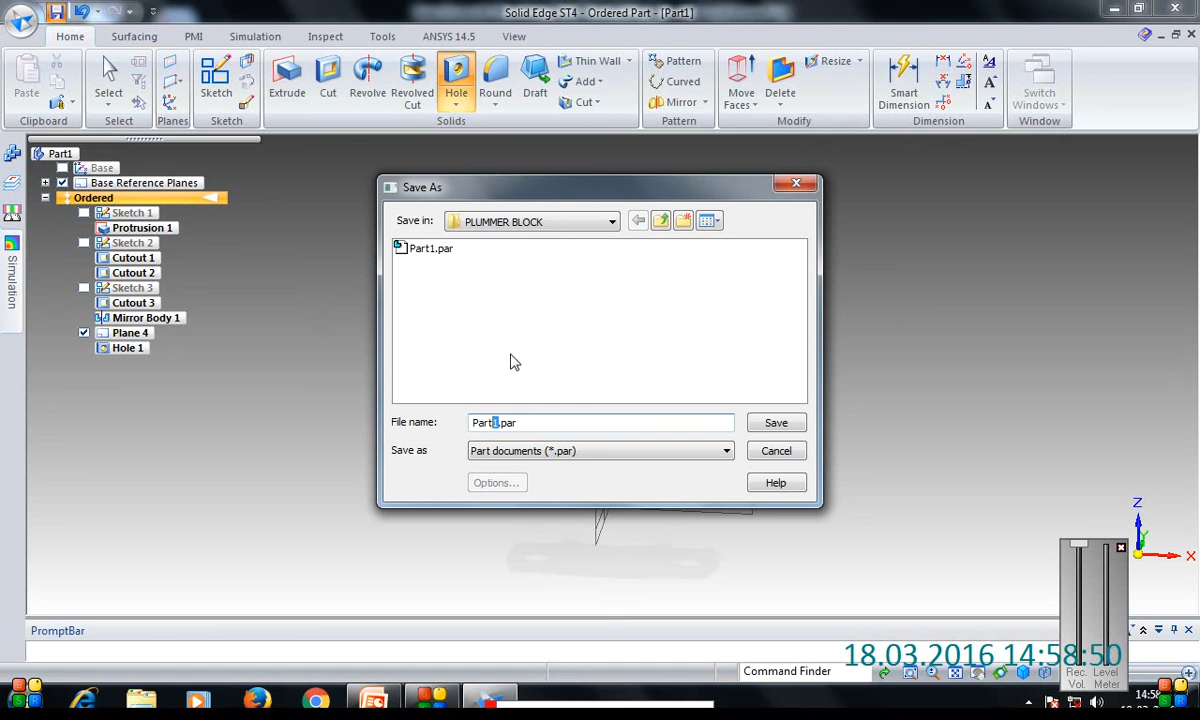 Solid Edge ST4 - Ordered Part - [Part1]
Home Surfacing PMI Simulation Inspect Tools ANSYS 14.5 View
Paste Select Sketch Extrude Cut Revolve Revolved Cut Hole Round Draft Thin Wall Add Cut Pattern Curved Mirror Move Faces Delete Resize Smart Dimension Switch Windows
Clipboard Select Planes Sketch Solids Pattern Modify Dimension Window
Part1
Base
Base Reference Planes
Ordered
Sketch 1
Protrusion 1
Sketch 2
Cutout 1
Cutout 2
Sketch 3
Cutout 3
Mirror Body 1
Plane 4
Hole 1
Simulation
Save As
Save in: PLUMMER BLOCK
Part1.par
File name: Part1.par Save
Save as Part documents (*.par) Cancel
Options... Help
Z
Y
X
PromptBar
18.03.2016 14:58:50
Command Finder
Rec. Vol. Level Meter
14:58